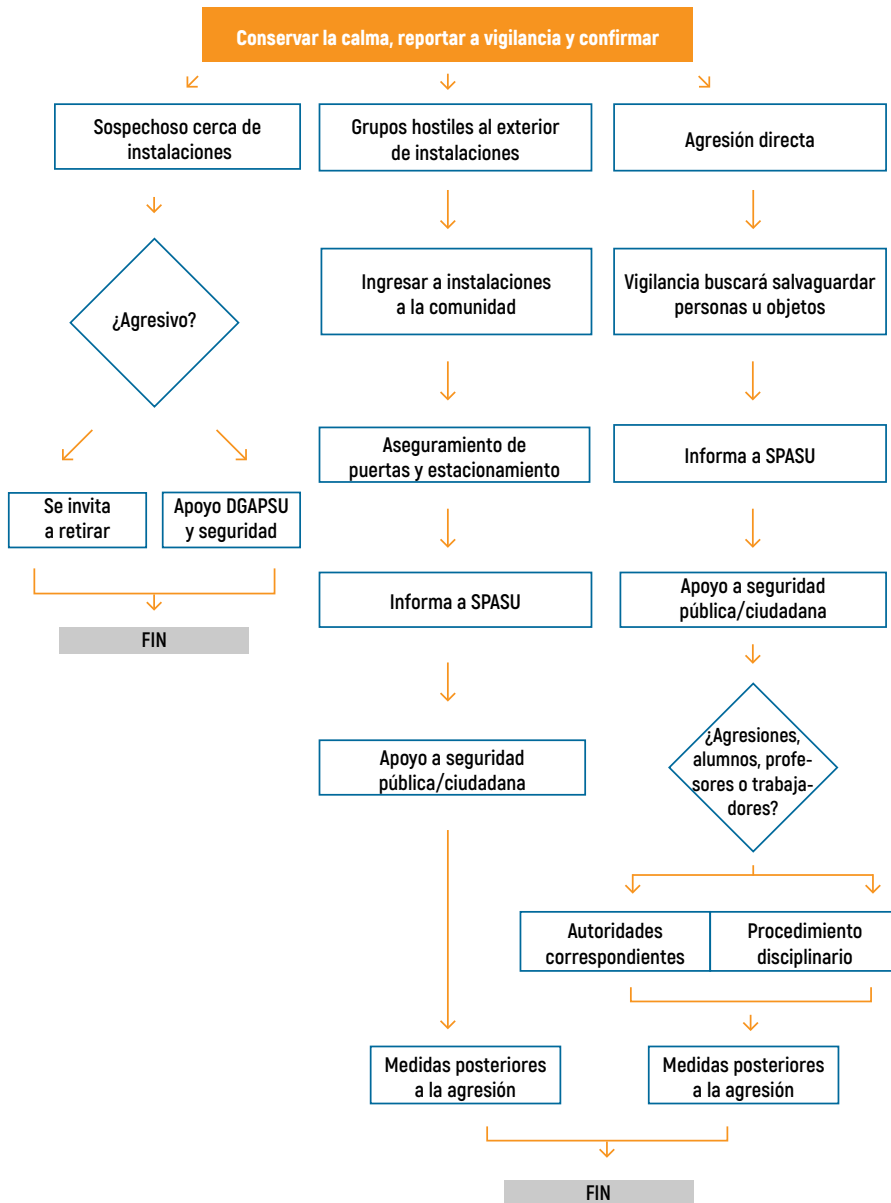 Conservar la calma, reportar a vigilancia y confirmar
Sospechoso cerca de
instalaciones
Grupos hostiles al exterior
de instalaciones
Agresión directa
¿Agresivo?
Ingresar a instalaciones
a la comunidad
Vigilancia buscará salvaguardar
personas u objetos
Aseguramiento de
puertas y estacionamiento
Informa a SPASU
Se invita
a retirar
Apoyo DGAPSU
y seguridad
FIN
Informa a SPASU
Apoyo a seguridad
pública/ciudadana
Apoyo a seguridad
pública/ciudadana
¿Agresiones,
alumnos, profe-
sores o trabaja-
dores?
Autoridades
correspondientes
Procedimiento
disciplinario
Medidas posteriores
a la agresión
Medidas posteriores
a la agresión
FIN